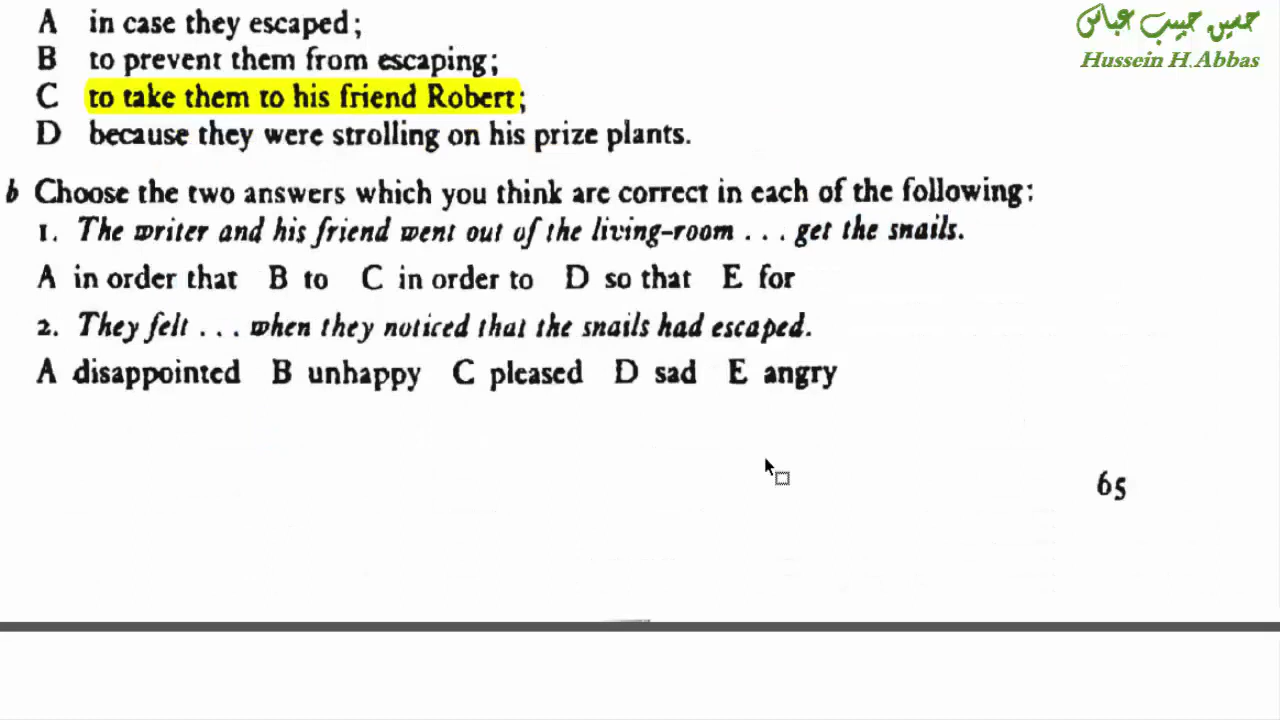 A in case they escaped;
حسين حبيب عباس
B to prevent them from escaping;
Hussein H.Abbas
C to take them to his friend Robert;
D because they were strolling on his prize plants.
b Choose the two answers which you think are correct in each of the following:
1. The writer and his friend went out of the living-room . . . get the snails.
A in order that B to C in order to D so that E for
2. They felt . . . when they noticed that the snails had escaped.
A disappointed B unhappy C pleased D sad E angry
65